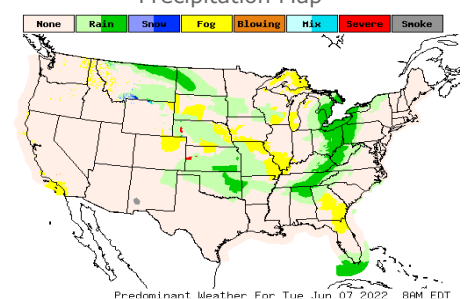 Precipitation Map
None Rain Snow Fog Blowing Mix Severe Smoke
Predominant Weather For Tue Jun 07 2022 8AM EDT